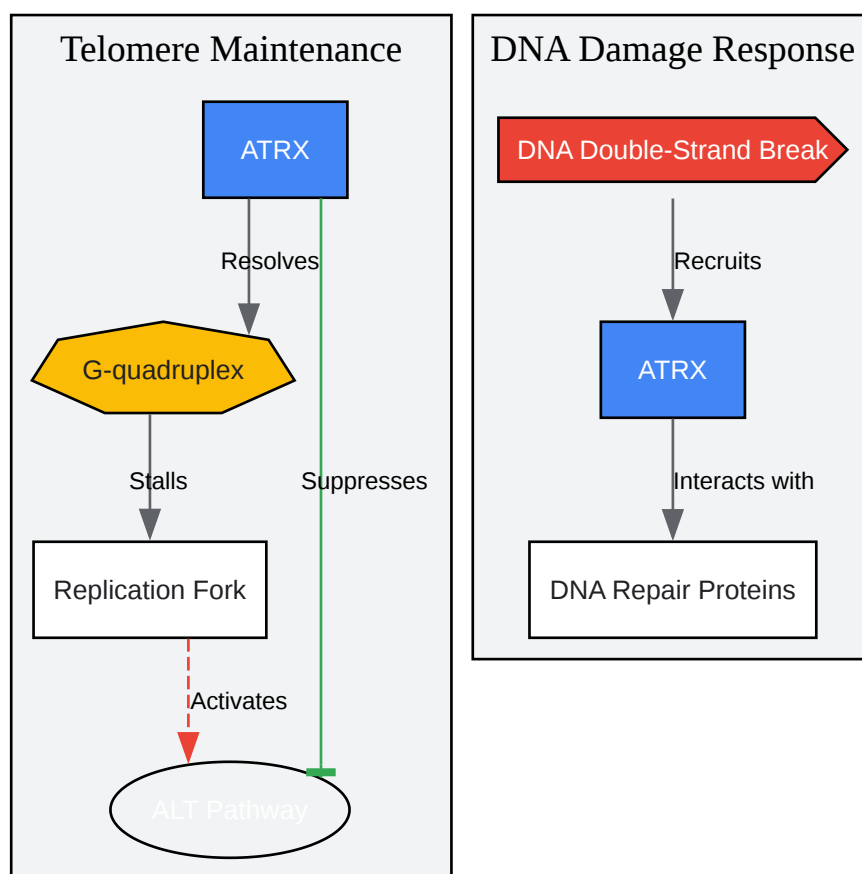 Telomere Maintenance
ATRX
Resolves
G-quadruplex
Stalls
Suppresses
Replication Fork
Activates
ALT Pathway
DNA Damage Response
DNA Double-Strand Break
Recruits
ATRX
Interacts with
DNA Repair Proteins